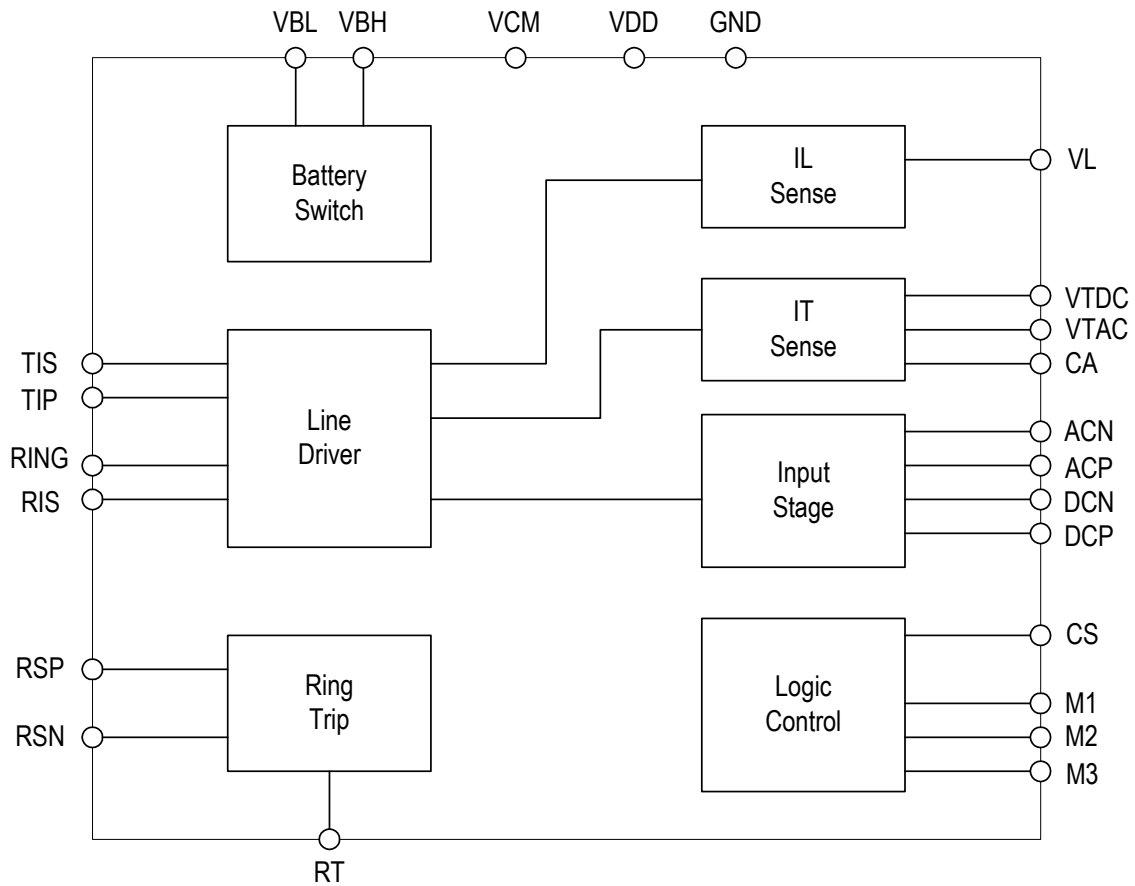 VBL VBH VCM VDD GND
Battery
Switch
IL
Sense
VL
IT
Sense
VTDC
VTAC
CA
TIS
TIP
RING
RIS
Line
Driver
Input
Stage
ACN
ACP
DCN
DCP
RSP
RSN
Ring
Trip
Logic
Control
CS
M1
M2
M3
RT